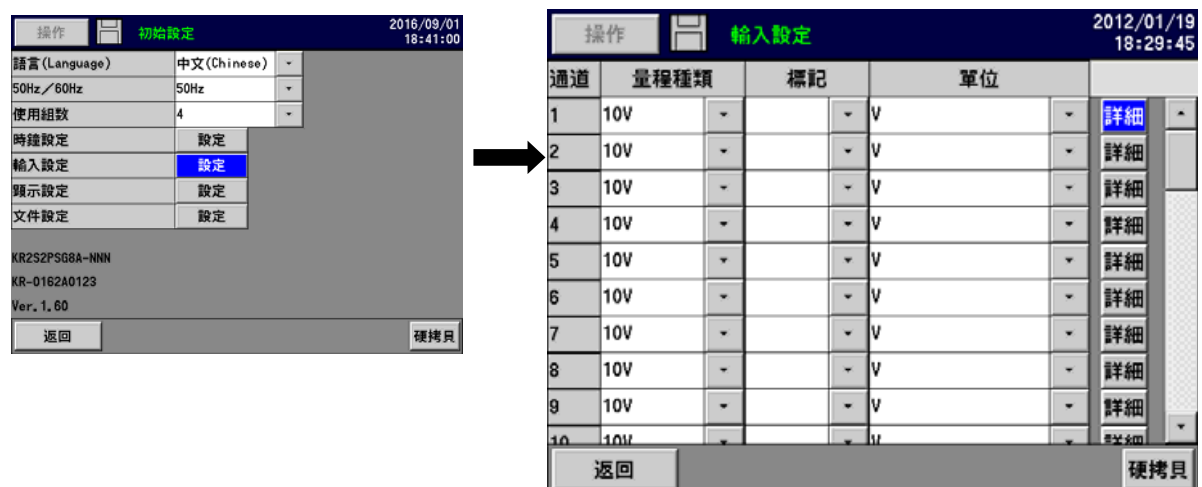 操作 初始設定 2016/09/01
18:41:00
語言(Language) 中文(Chinese)
50Hz／60Hz 50Hz
使用組数 4
時鐘設定 設定
輸入設定 設定
顕示設定 設定
文件設定 設定
KR2S2PSG8A-NNN
KR-0162A0123
Ver.1.60
返回 硬拷貝
操作 輸入設定 2012/01/19
18:29:45
通道 量程種類 標記 單位
1 10V V 詳細
2 10V V 詳細
3 10V V 詳細
4 10V V 詳細
5 10V V 詳細
6 10V V 詳細
7 10V V 詳細
8 10V V 詳細
9 10V V 詳細
10 10V V 詳細
返回 硬拷貝